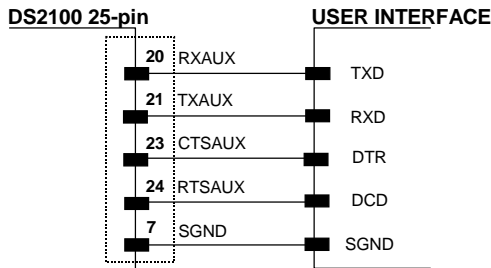 DS2100 25-pin USER INTERFACE
20 RXAUX TXD
21 TXAUX RXD
23 CTSAUX DTR
24 RTSAUX DCD
7 SGND SGND